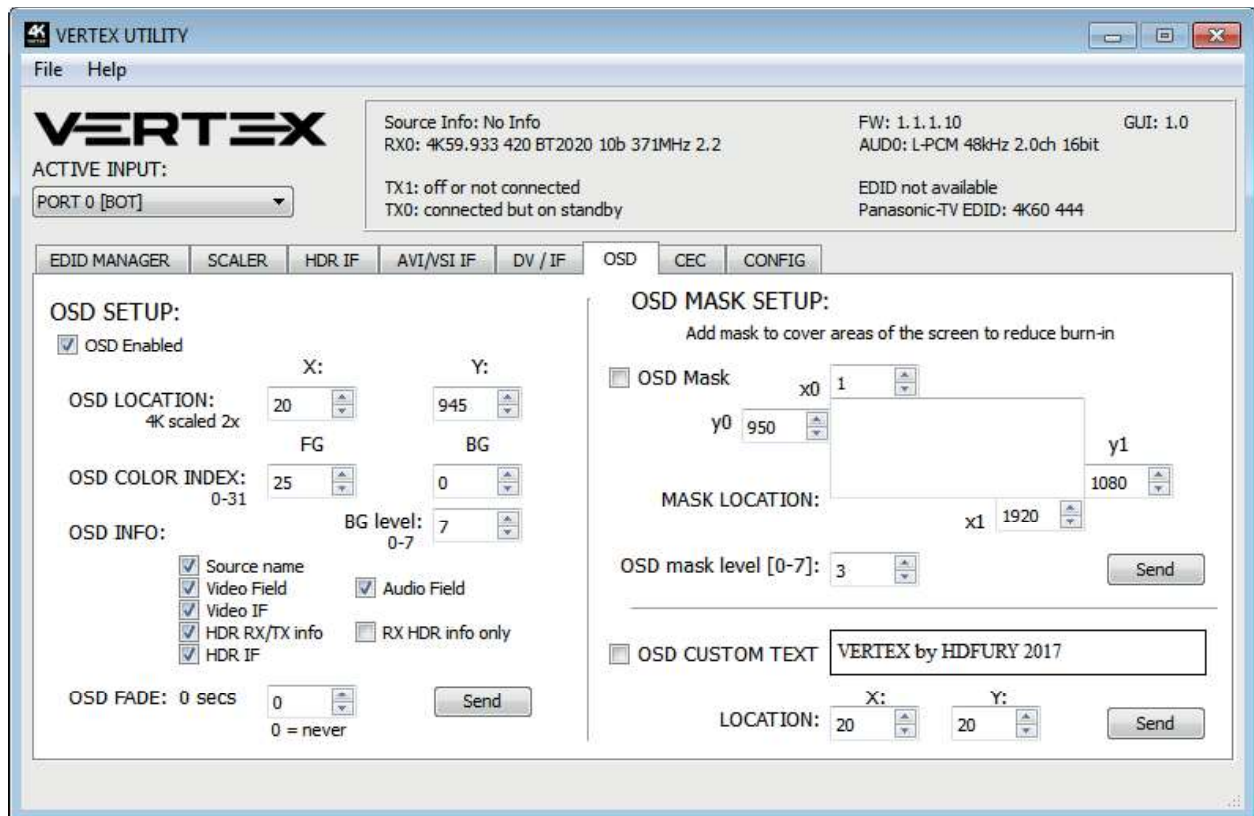 VERTEX UTILITY
File Help
VERTEX
ACTIVE INPUT:
PORT 0 [BOT]
Source Info: No Info
RX0: 4K59.933 420 BT2020 10b 371MHz 2.2
TX1: off or not connected
TX0: connected but on standby
FW: 1.1.1.10 GUI: 1.0
AUD0: L-PCM 48kHz 2.0ch 16bit
EDID not available
Panasonic-TV EDID: 4K60 444
EDID MANAGER SCALER HDR IF AVI/VSI IF DV / IF OSD CEC CONFIG
OSD SETUP:
OSD Enabled
X: Y:
OSD LOCATION: 20 945
4K scaled 2x
FG BG
OSD COLOR INDEX: 25 0
0-31
BG level: 7
0-7
OSD INFO:
Source name
Video Field Audio Field
Video IF
HDR RX/TX info RX HDR info only
HDR IF
OSD FADE: 0 secs 0 Send
0 = never
OSD MASK SETUP:
Add mask to cover areas of the screen to reduce burn-in
OSD Mask x0 1
y0 950
y1
1080
MASK LOCATION:
x1 1920
OSD mask level [0-7]: 3 Send
OSD CUSTOM TEXT VERTEX by HDFURY 2017
X: Y:
LOCATION: 20 20 Send